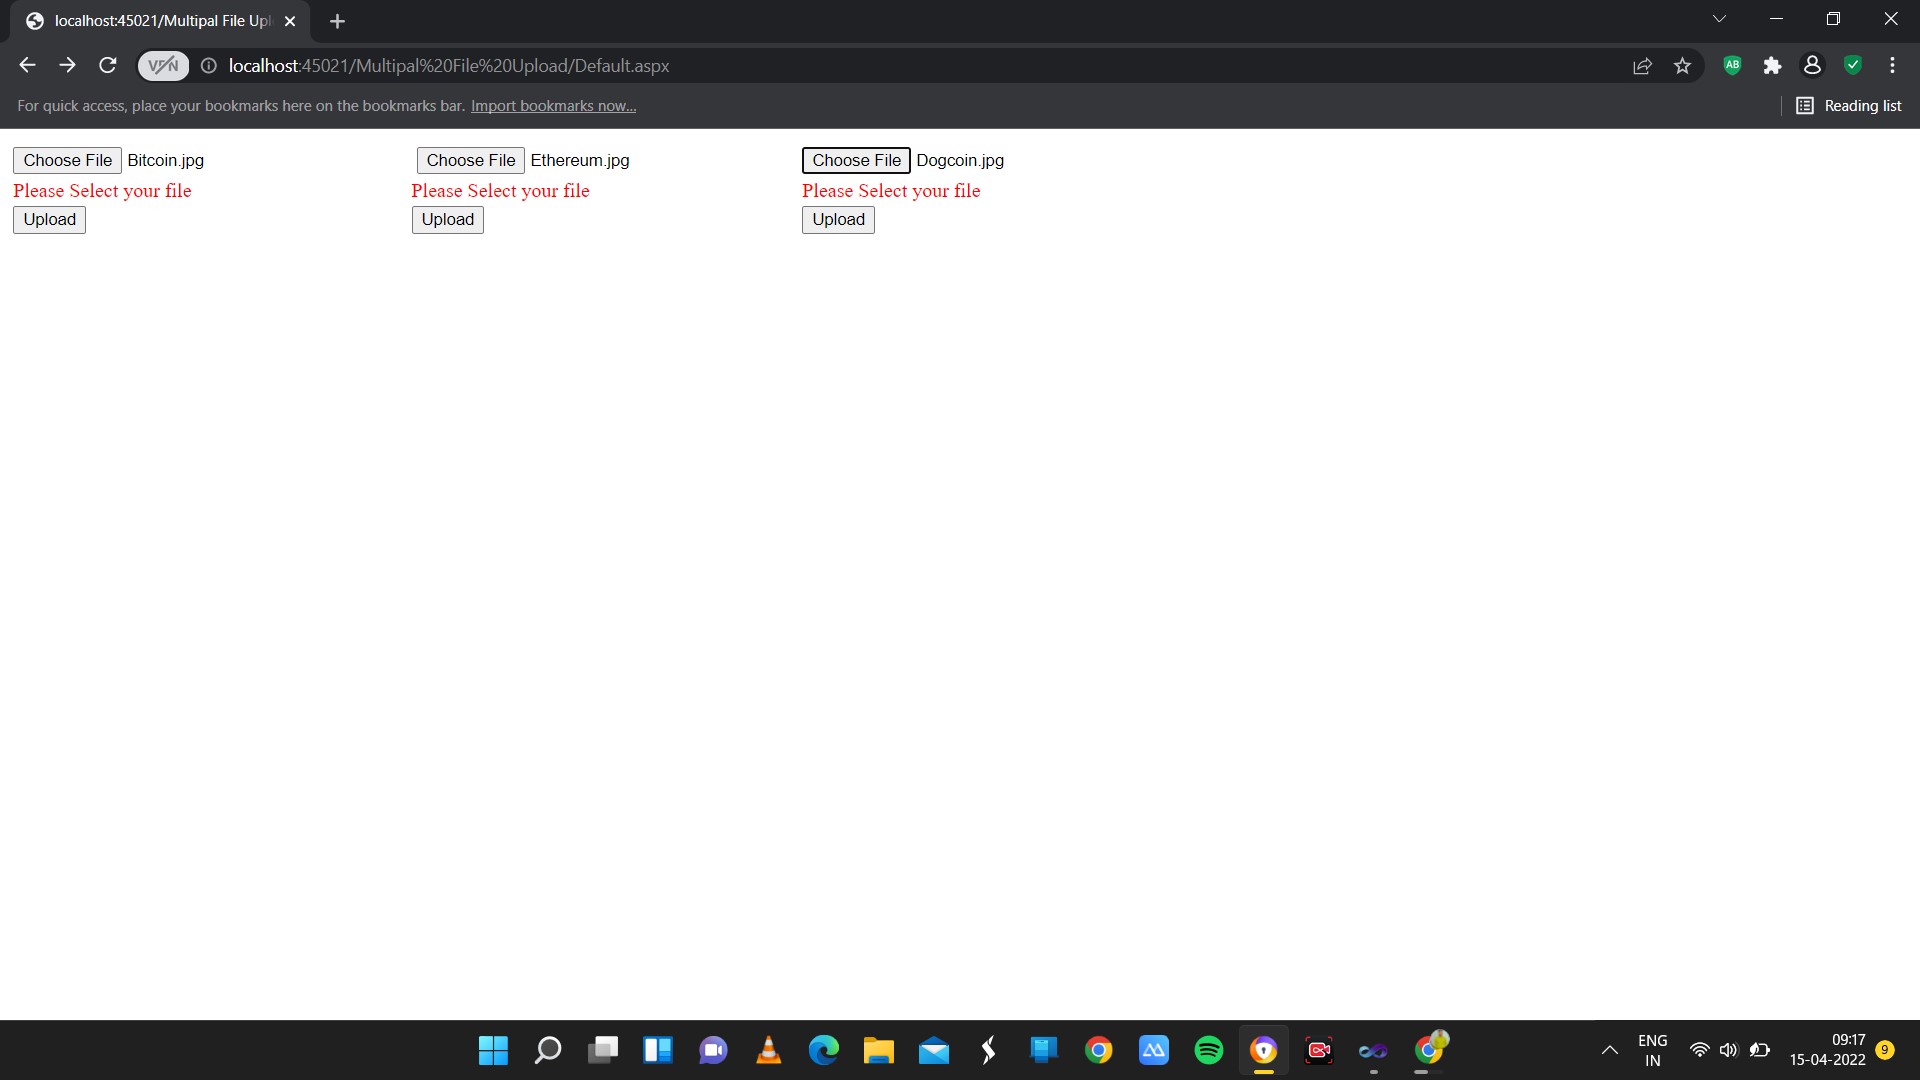 localhost:45021/Multipal File Upl
VPN localhost:45021/Multipal%20File%20Upload/Default.aspx AB
For quick access, place your bookmarks here on the bookmarks bar. Import bookmarks now... Reading list
Choose File Bitcoin.jpg Choose File Ethereum.jpg Choose File Dogcoin.jpg
Please Select your file Please Select your file Please Select your file
Upload Upload Upload
ENG 09:17
IN 15-04-2022 9